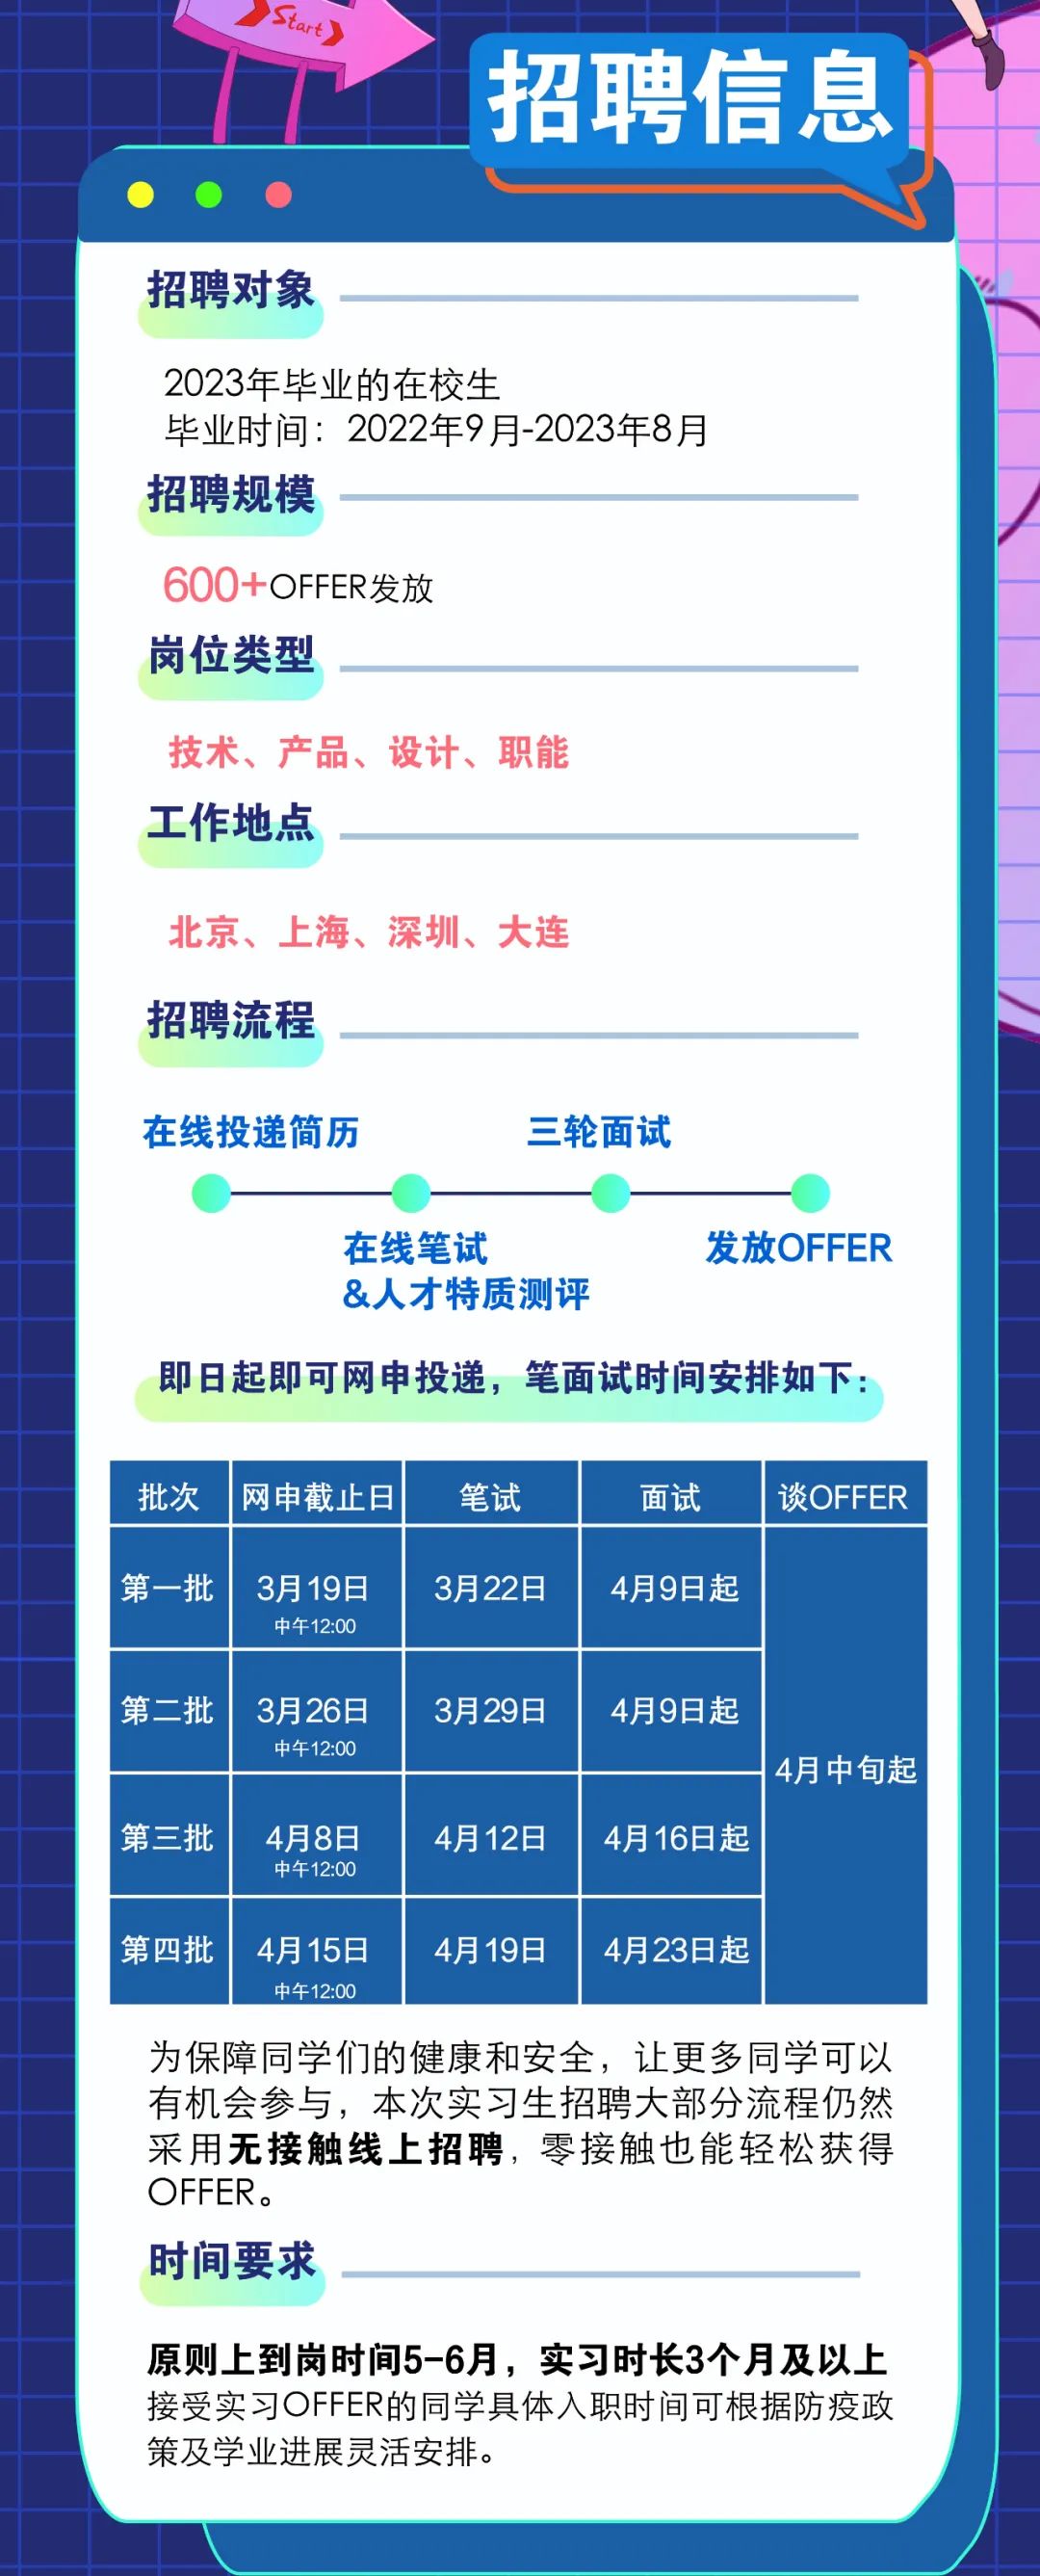 Start
招聘信息
招聘对象
2023年毕业的在校生
毕业时间：2022年9月-2023年8月
招聘规模
600+OFFER发放
岗位类型
技术、产品、设计、职能
工作地点
北京、上海、深圳、大连
招聘流程
在线投递简历
三轮面试
在线笔试
&人才特质测评
发放OFFER
即日起即可网申投递，笔面试时间安排如下：
批次 网申截止日 笔试 面试 谈OFFER
第一批 3月19日 3月22日 4月9日起
中午12:00
第二批 3月26日 3月29日 4月9日起
中午12:00
4月中旬起
第三批 4月8日 4月12日 4月16日起
中午12:00
第四批 4月15日 4月19日 4月23日起
中午12:00
为保障同学们的健康和安全，让更多同学可以
有机会参与，本次实习生招聘大部分流程仍然
采用无接触线上招聘，零接触也能轻松获得
OFFER。
时间要求
原则上到岗时间5-6月，实习时长3个月及以上
接受实习OFFER的同学具体入职时间可根据防疫政
策及学业进展灵活安排。